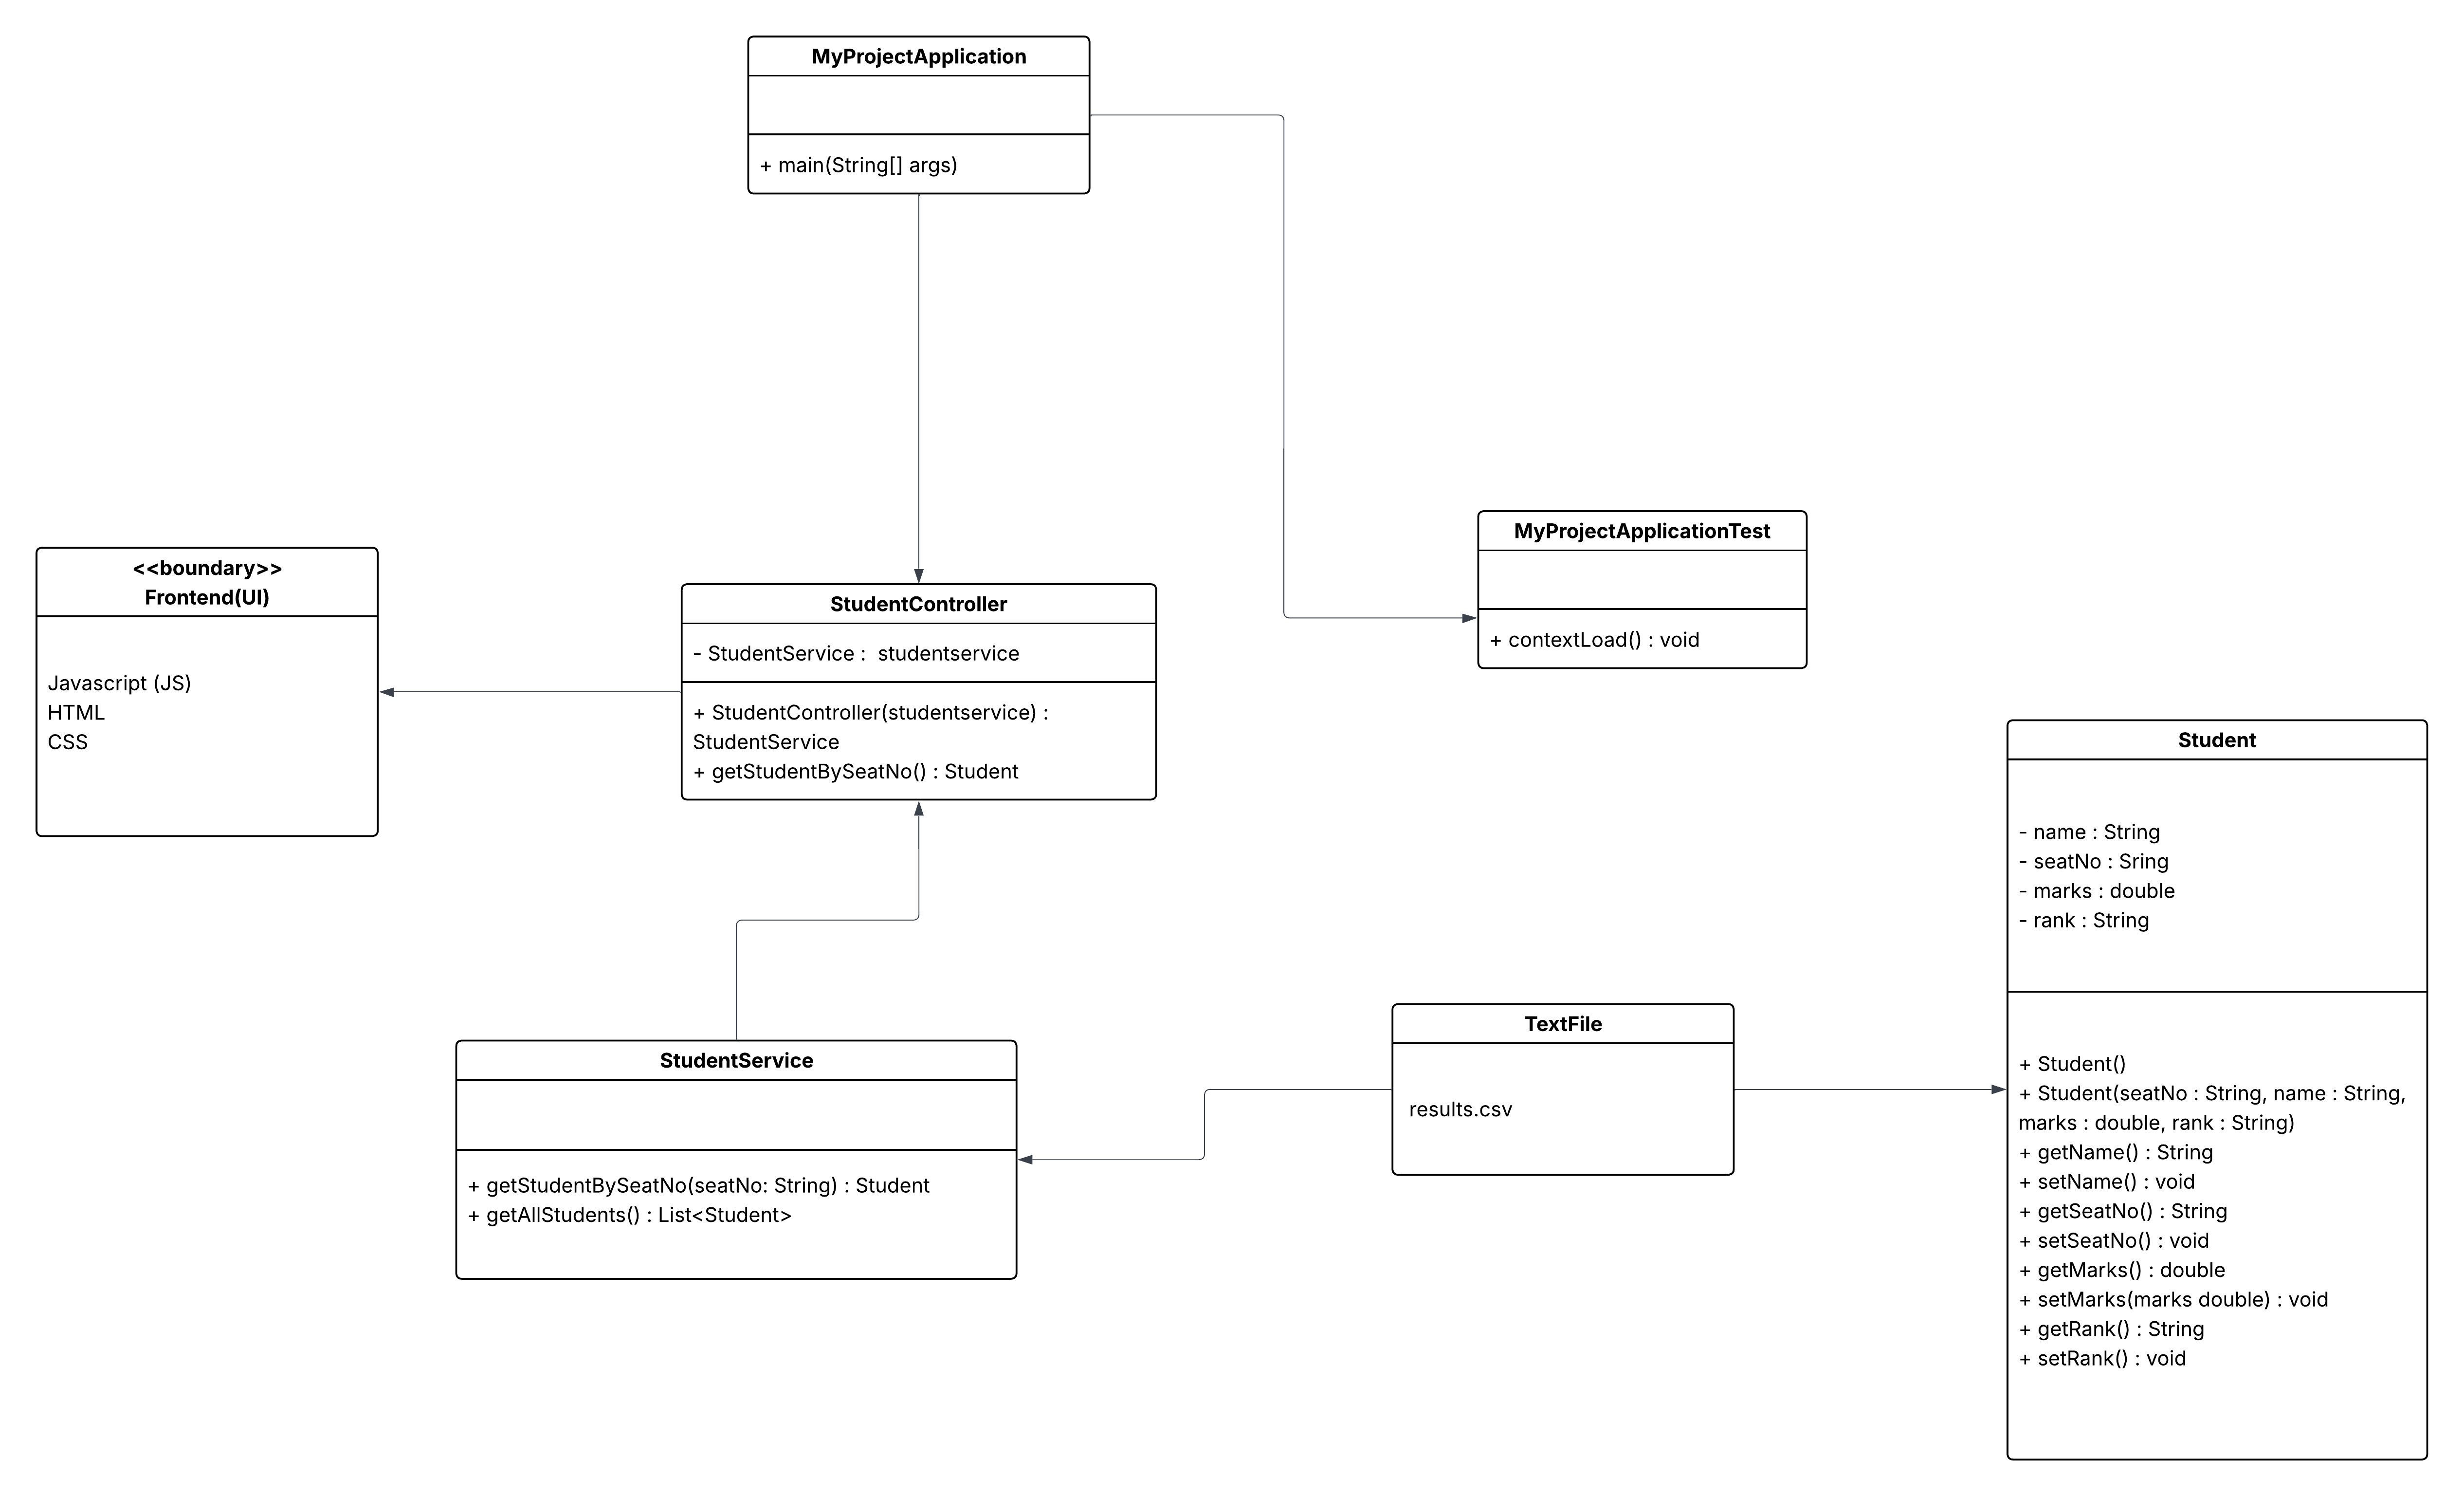 MyProjectApplication
+ main(String[] args)
MyProjectApplicationTest
+ contextLoad() : void
<<boundary>>
Frontend(UI)
Javascript (JS)
HTML
CSS
StudentController
- StudentService :  studentservice
+ StudentController(studentservice) :
StudentService
+ getStudentBySeatNo() : Student
Student
- name : String
- seatNo : Sring
- marks : double
- rank : String
+ Student()
+ Student(seatNo : String, name : String,
marks : double, rank : String)
+ getName() : String
+ setName() : void
+ getSeatNo() : String
+ setSeatNo() : void
+ getMarks() : double
+ setMarks(marks double) : void
+ getRank() : String
+ setRank() : void
TextFile
results.csv
StudentService
+ getStudentBySeatNo(seatNo: String) : Student
+ getAllStudents() : List<Student>